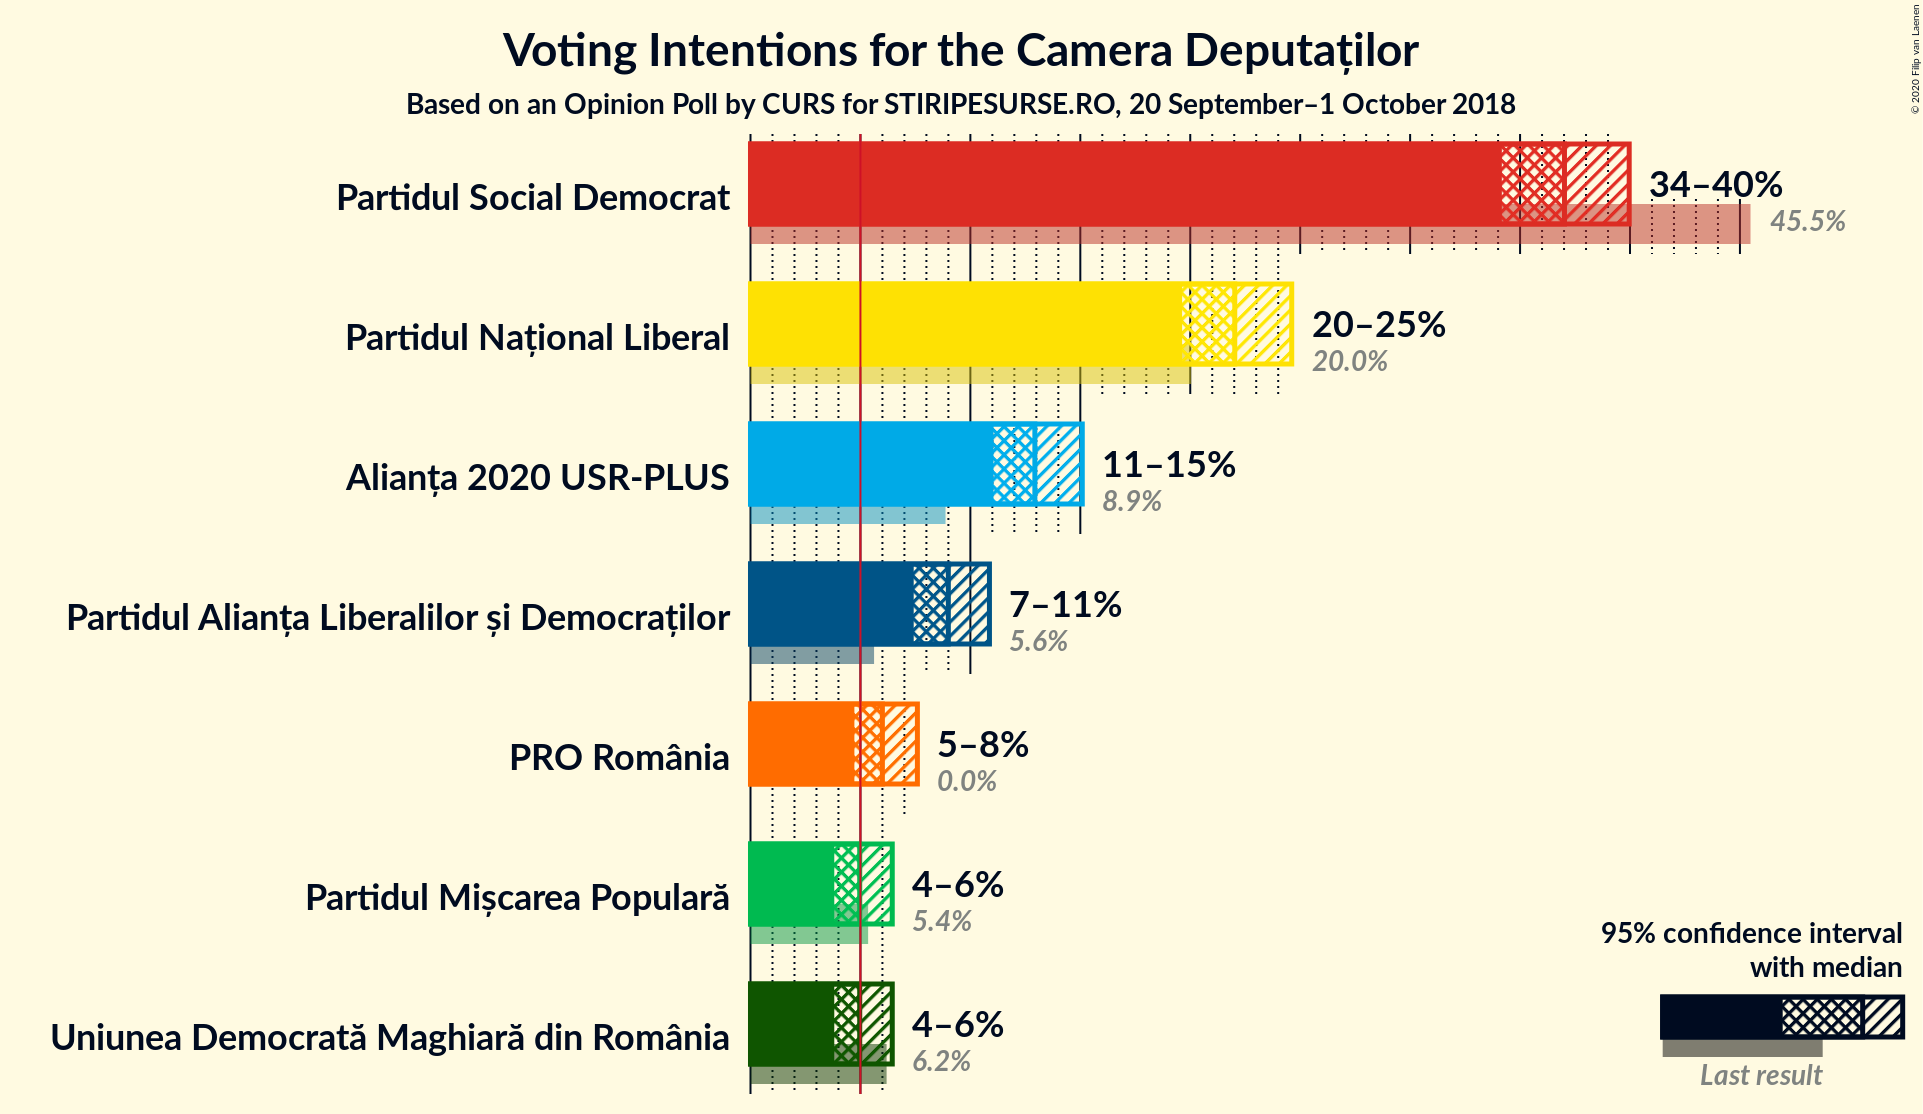 Voting Intentions for the Camera Deputaților
Based on an Opinion Poll by CURS for STIRIPESURSE.RO, 20 September–1 October 2018
© 2020 Filip van Laenen
Partidul Social Democrat
34–40%
45.5%
Partidul Național Liberal
20–25%
20.0%
Alianța 2020 USR-PLUS
11–15%
8.9%
Partidul Alianța Liberalilor și Democraților
7–11%
5.6%
PRO România
5–8%
0.0%
Partidul Mișcarea Populară
4–6%
5.4%
Uniunea Democrată Maghiară din România
4–6%
6.2%
95% confidence interval
with median
Last result